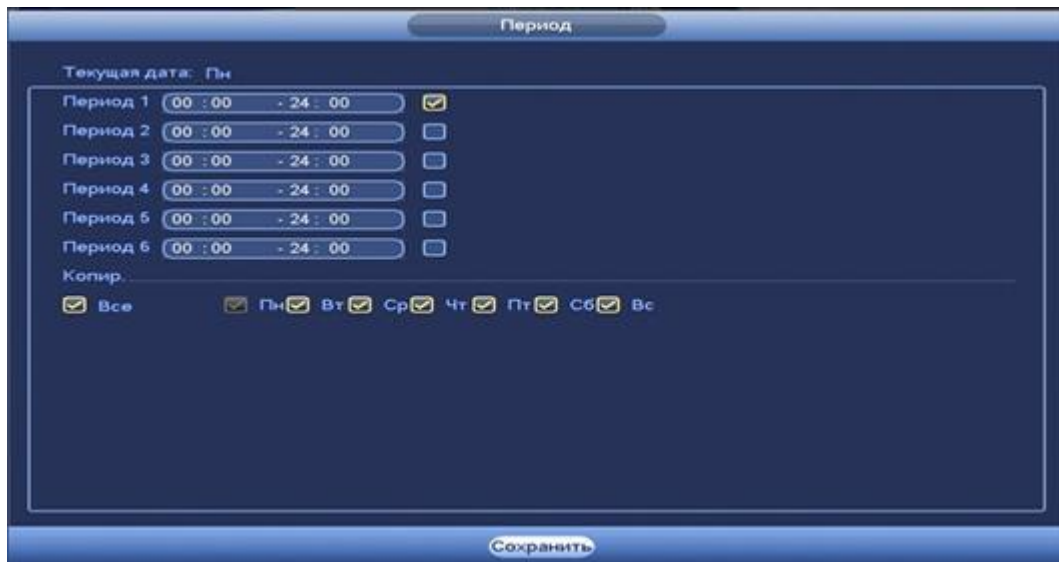 Период
Текущая дата: Пн
Период 1 00 : 00 - 24 : 00
Период 2 00 : 00 - 24 : 00
Период 3 00 : 00 - 24 : 00
Период 4 00 : 00 - 24 : 00
Период 5 00 : 00 - 24 : 00
Период 6 00 : 00 - 24 : 00
Копир.
Все Пн Вт Ср Чт Пт Сб Вс
Сохранить